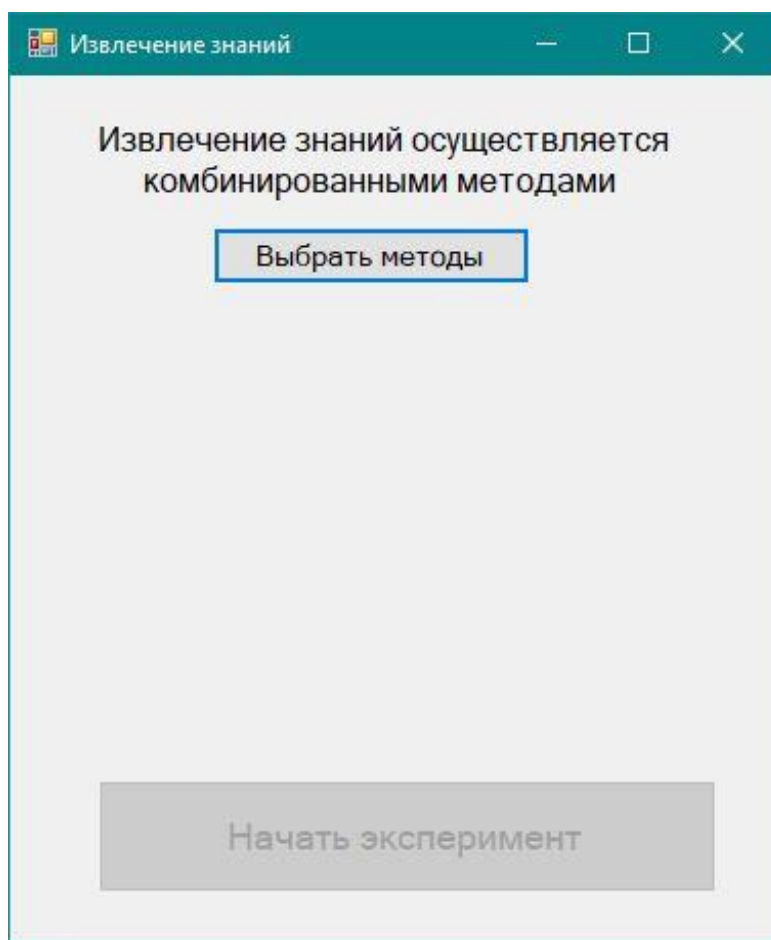 Извлечение знаний
Извлечение знаний осуществляется
комбинированными методами
Выбрать методы
Начать эксперимент